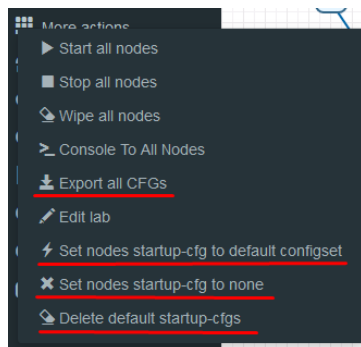 More actions
Start all nodes
Stop all nodes
Wipe all nodes
Console To All Nodes
Export all CFGs
Edit lab
Set nodes startup-cfg to default configset
Set nodes startup-cfg to none
Delete default startup-cfgs